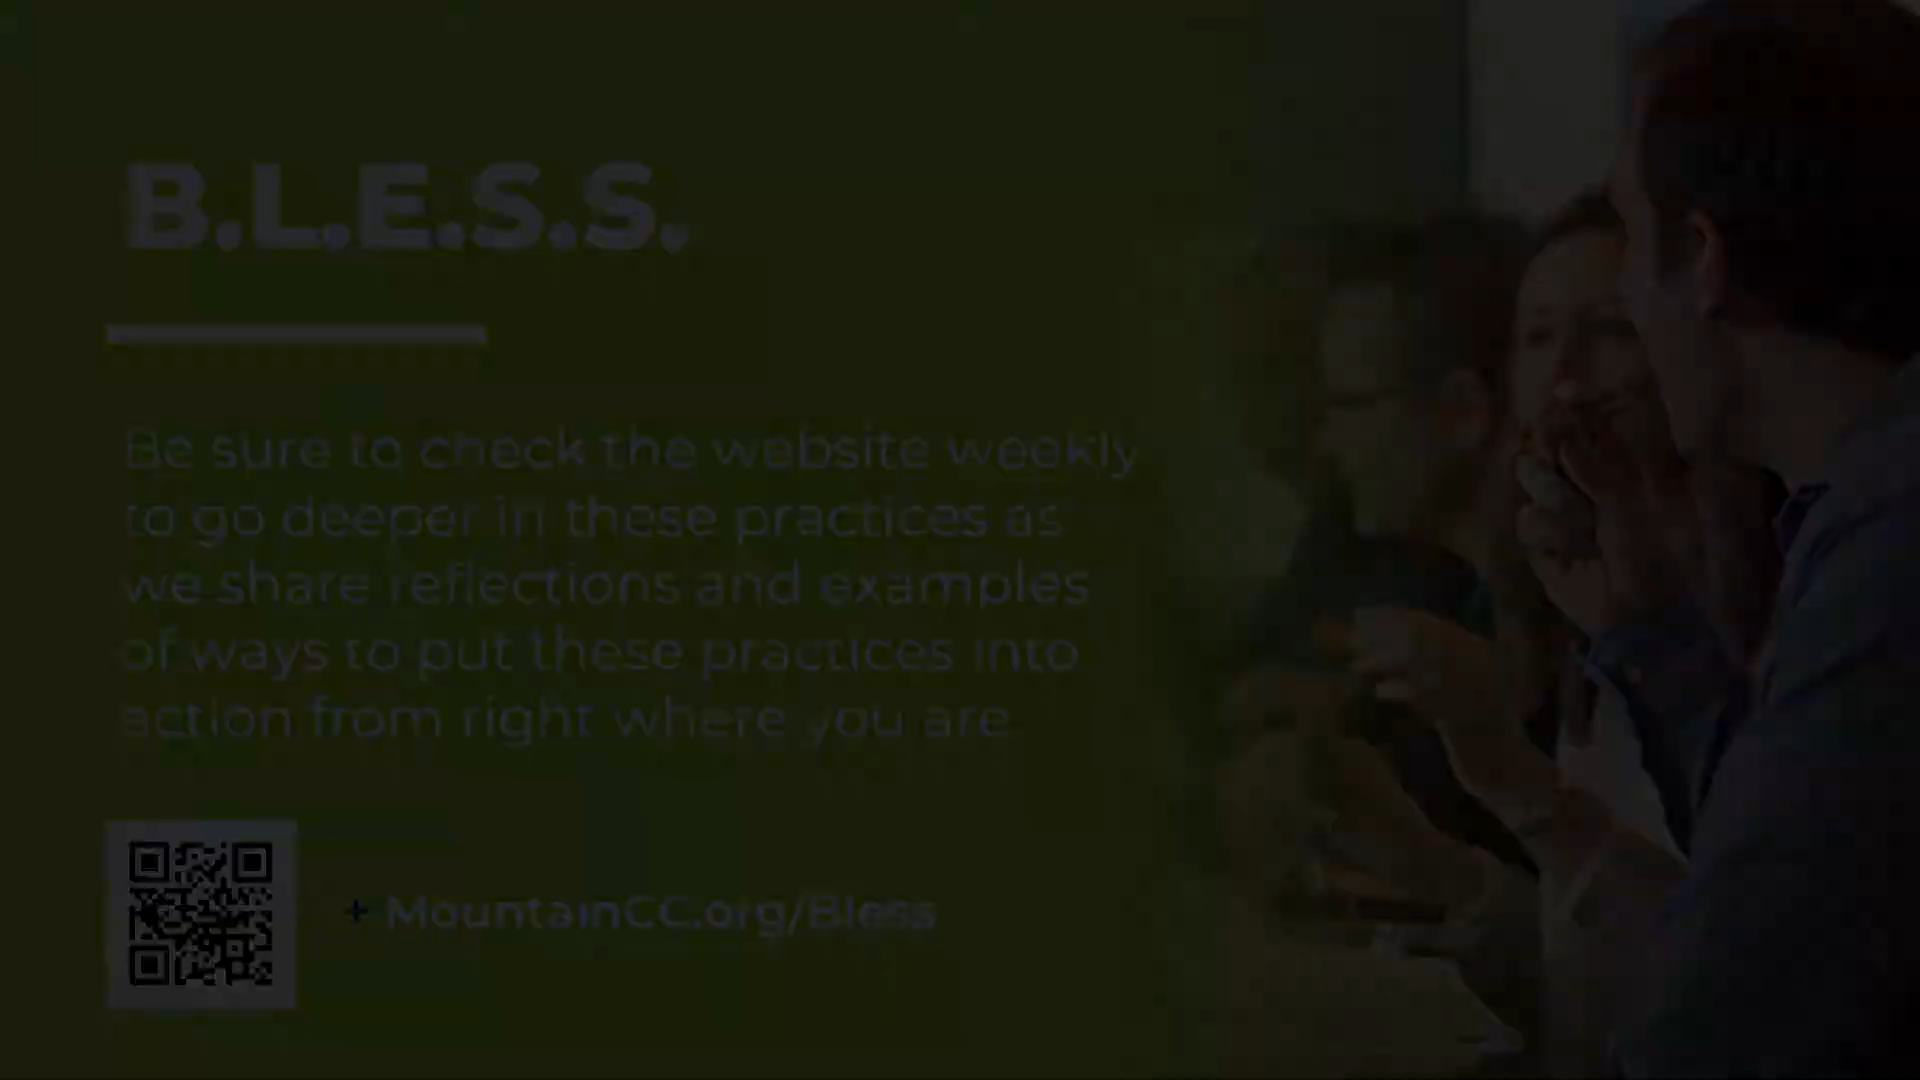 B.L.E.S.S.
Be sure to check the website weekly
to go deeper in these practices as
we share reflections and examples
of ways to put these practices into
action from right where you are.
+ MountainCC.org/Bless